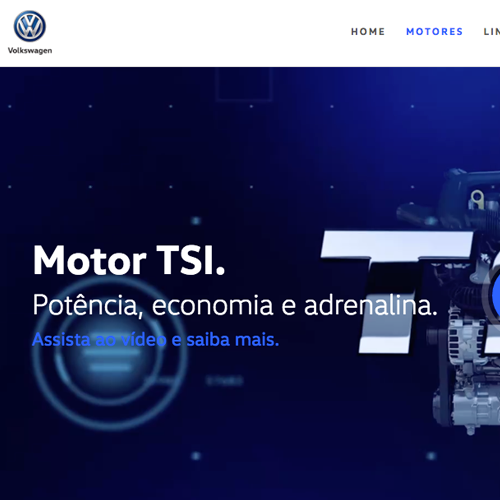 Volkswagen
HOME MOTORES LIN
Motor TSI.
Potência, economia e adrenalina.
Assista ao vídeo e saiba mais.
T